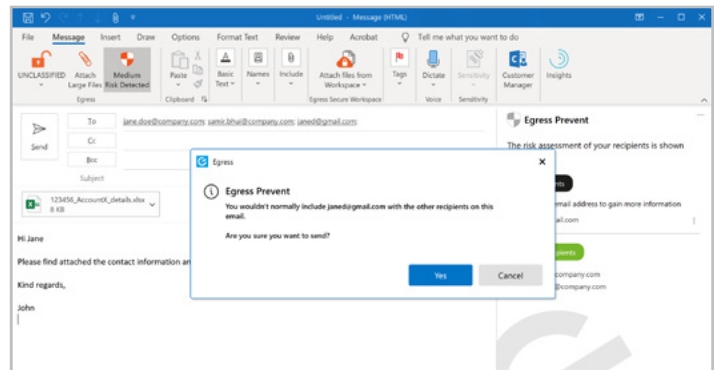 Untitled - Message (HTML)
File Message Insert Draw Options Format Text Review Help Acrobat Tell me what you want to do
UNCLASSIFIED
Attach Large Files
Medium Risk Detected
Paste
Basic Text
Names
Include
Attach files from Workspace
Tags
Dictate
Sensitivity
Customer Manager
Insights
Egress Clipboard Egress Secure Workspace Voice Sensitivity
Send
To jane.doe@company.com; samir.bhai@company.com; janed@gmail.com;
Cc
Bcc
Subject
123456_AccountX_details.xlsx
8 KB
Hi Jane
Please find attached the contact information
Kind regards,
John
Egress
Egress Prevent
You wouldn't normally include janed@gmail.com with the other recipients on this
email.
Are you sure you want to send?
Yes Cancel
Egress Prevent
The risk assessment of your recipients is shown
email address to gain more information
company.com
company.com